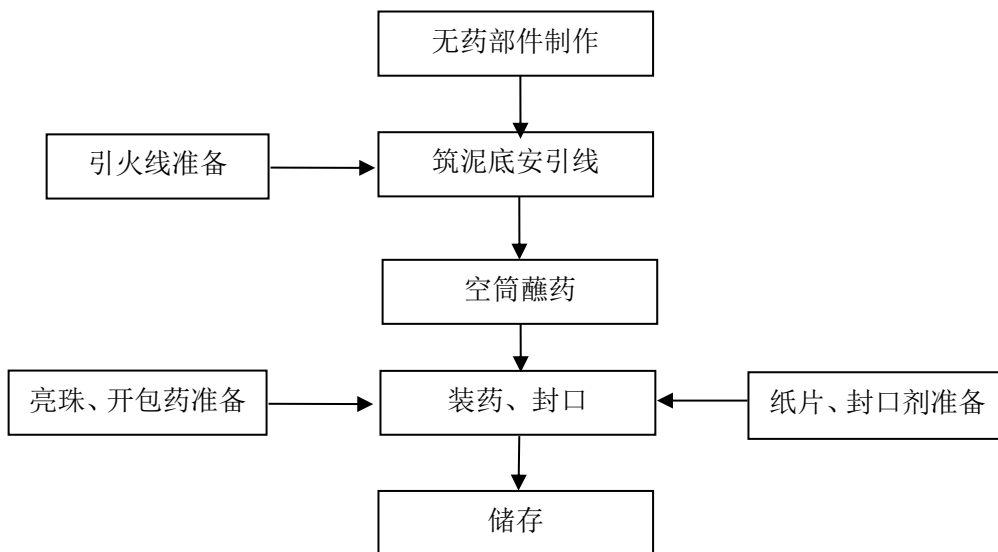 无药部件制作
引火线准备
筑泥底安引线
空筒蘸药
亮珠、开包药准备
装药、封口
纸片、封口剂准备
储存